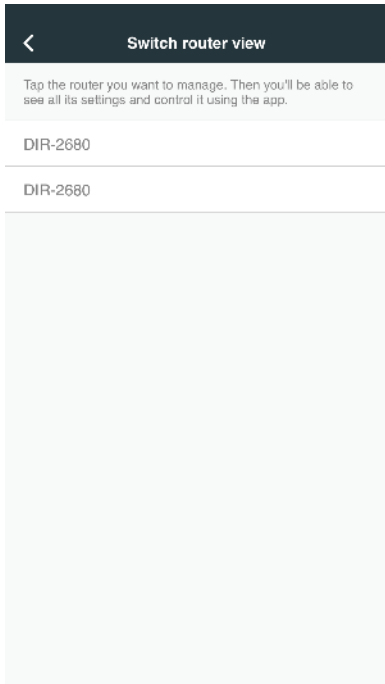 Switch router view
Tap the router you want to manage. Then you'll be able to
see all its settings and control it using the app.
DIR-2680
DIR-2680